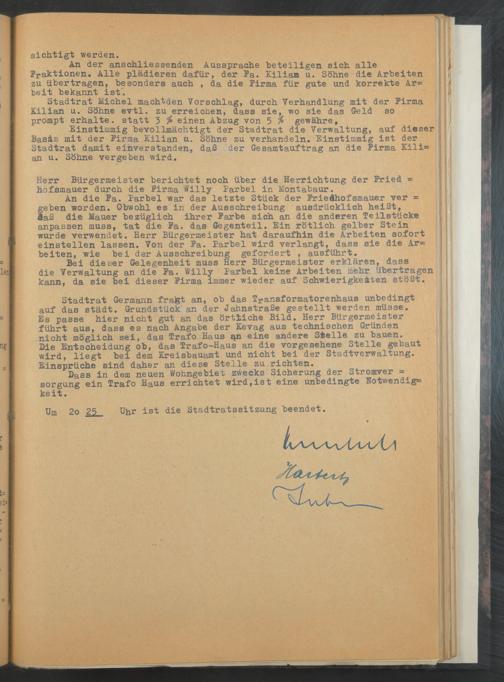 sichtigt werden.
An der anschliessenden Aussprache beteiligen sich alle
Fraktionen. Alle plädieren dafür, der Fa. Kilian u. Söhne die Arbeiten
zu übertragen, besonders auch , da die Firma für gute und korrekte Ar=
beit bekannt ist.
Stadtrat Michel macht den Vorschlag, durch Verhandlung mit der Firma
Kilian u. Söhne evtl. zu erreichen, dass sie, wo sie das Geld so
prompt erhalte. statt 3 % einen Abzug von 5 % gewähre.
Einstimmig bevollmächtigt der Stadtrat die Verwaltung, auf dieser
Basis mit der Firma Kilian u. Söhne zu verhandeln. Einstimmig ist der
Stadtrat damit einverstanden, daß der Gesamtauftrag an die Firma Kili=
an u. Söhne vergeben wird.
Herr Bürgermeister berichtet noch über die Herrichtung der Fried =
hofsmauer durch die Firma Willy Farbel in Montabaur.
An die Fa. Farbel war das letzte Stück der Friedhofsmauer ver =
geben worden. Obwohl es in der Ausschreibung ausdrücklich heißt,
daß die Mauer bezüglich ihrer Farbe sich an die anderen Teilstücke
anpassen muss, tat die Fa. das Gegenteil. Ein rötlich gelber Stein
wurde verwendet. Herr Bürgermeister hat daraufhin die Arbeiten sofort
einstellen lassen. Von der Fa. Farbel wird verlangt, dass sie die Ar=
beiten, wie bei der Ausschreibung gefordert , ausführt.
Bei dieser Gelegenheit muss Herr Bürgermeister erklären, dass
die Verwaltung an die Fa. Willy Farbel keine Arbeiten mehr übertragen
kann, da sie bei dieser Firma immer wieder auf Schwierigkeiten stößt.
Stadtrat Germann fragt an, ob das Transformatorenhaus unbedingt
auf das städt. Grundstück an der Jahnstraße gestellt werden müsse.
Es passe hier nicht gut an das örtliche Bild. Herr Bürgermeister
führt aus, dass es nach Angabe der Kevag aus technischen Gründen
nicht möglich sei, das Trafo Haus an eine andere Stelle zu bauen.
Die Entscheidung ob, das Trafo-Haus an die vorgesehene Stelle gebaut
wird, liegt bei dem Kreisbauamt und nicht bei der Stadtverwaltung.
Einsprüche sind daher an diese Stelle zu richten.
Dass in dem neuen Wohngebiet zwecks Sicherung der Stromver =
sorgung ein Trafo Haus errichtet wird,ist eine unbedingte Notwendig=
keit.
Um 2o 25 Uhr ist die Stadtratssitzung beendet.